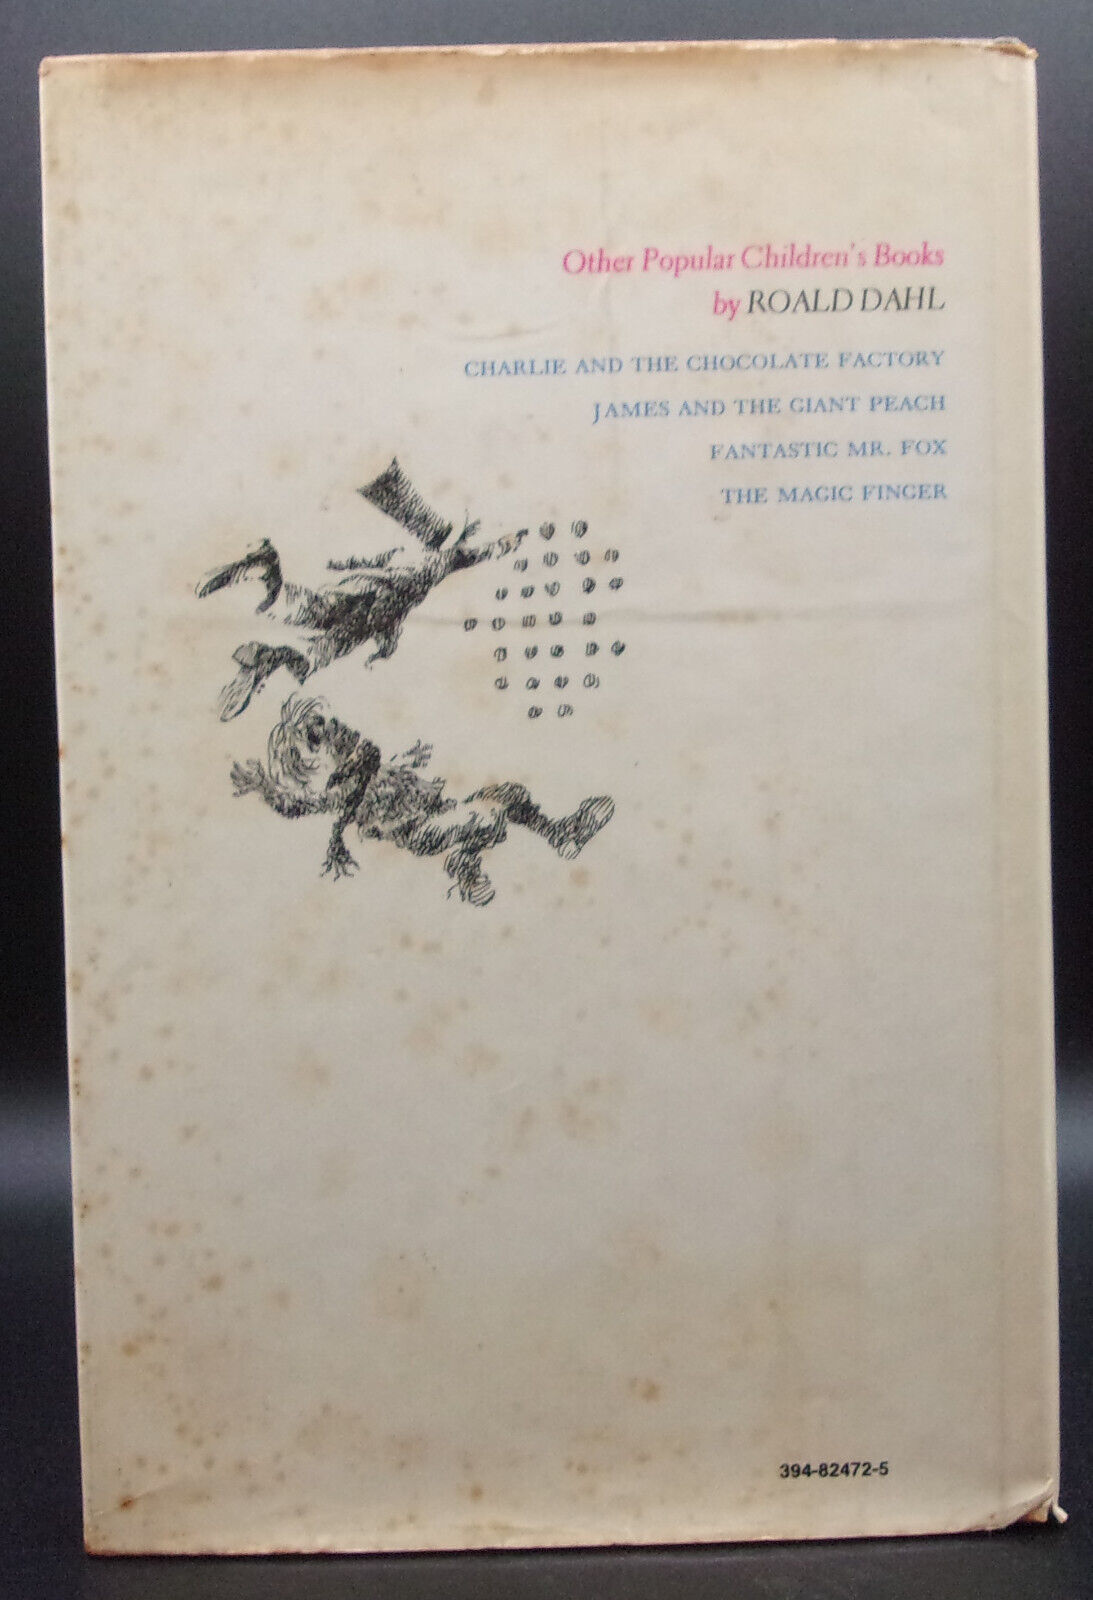 Other Popular Children's Books
by ROALD DAHL
CHARLIE AND THE CHOCOLATE FACTORY
JAMES AND THE GIANT PEACH
FANTASTIC MR. FOX
THE MAGIC FINGER
394-82472-5